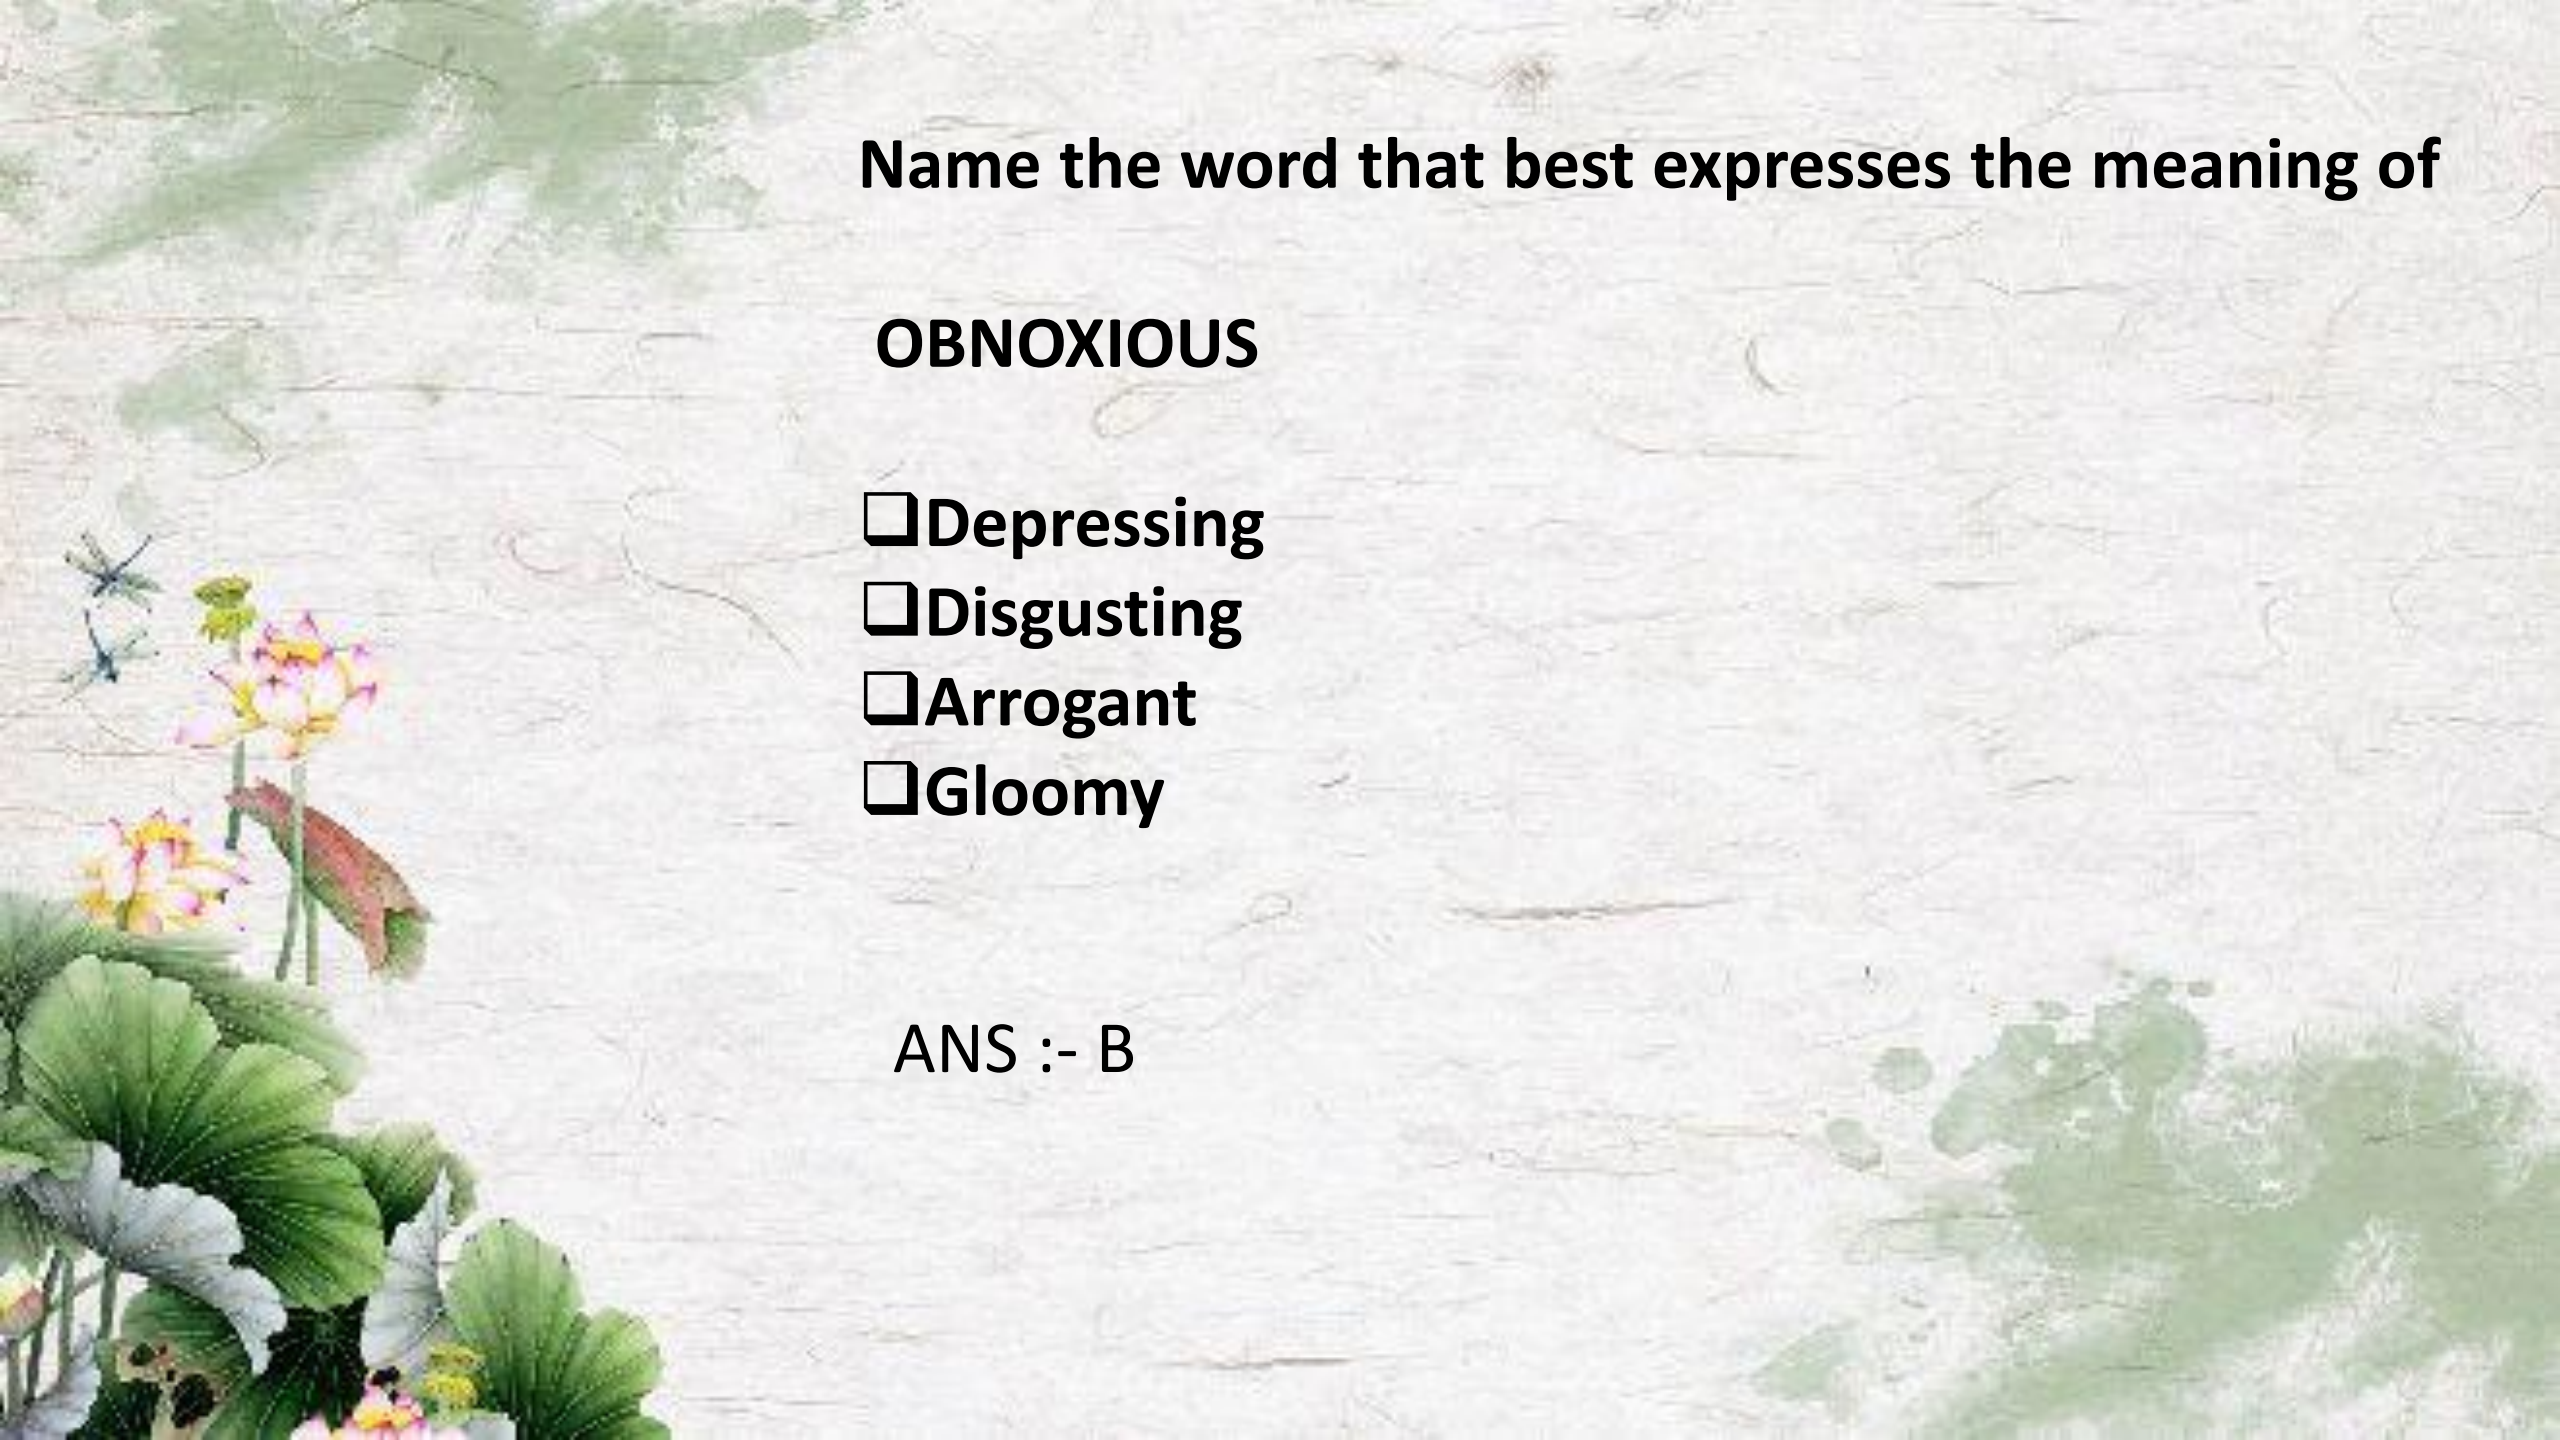 Name the word that best expresses the meaning of
OBNOXIOUS
❑Depressing
❑Disgusting
❑Arrogant
❑Gloomy
ANS :- B